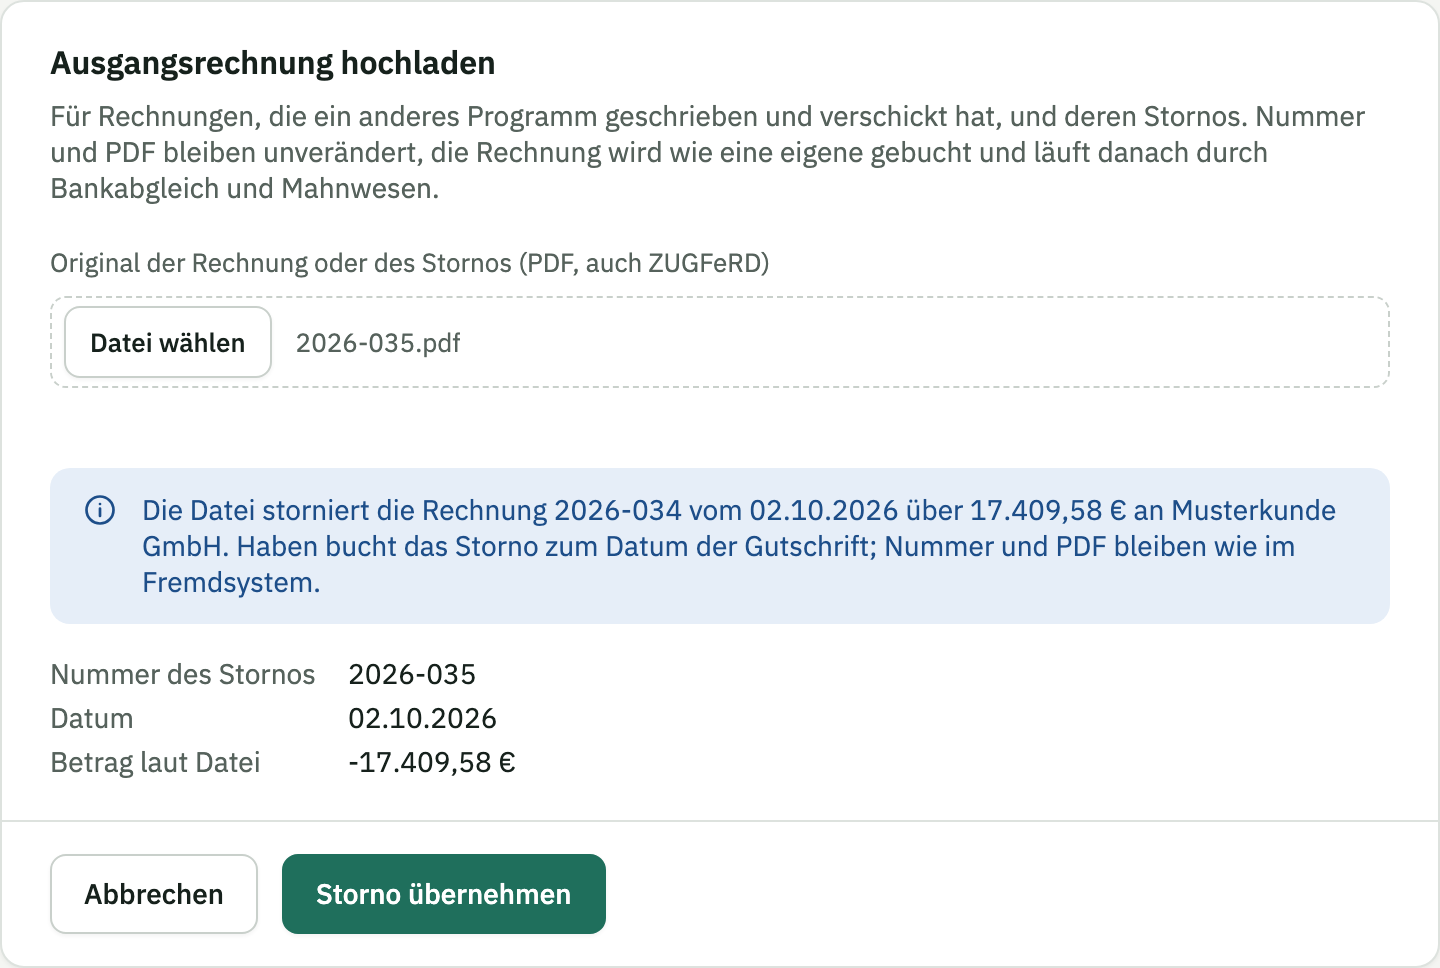 Ausgangsrechnung hochladen
Für Rechnungen, die ein anderes Programm geschrieben und verschickt hat, und deren Stornos. Nummer
und PDF bleiben unverändert, die Rechnung wird wie eine eigene gebucht und läuft danach durch
Bankabgleich und Mahnwesen.
Original der Rechnung oder des Stornos (PDF, auch ZUGFeRD)
Datei wählen 2026-035.pdf
Die Datei storniert die Rechnung 2026-034 vom 02.10.2026 über 17.409,58 € an Musterkunde
GmbH. Haben bucht das Storno zum Datum der Gutschrift; Nummer und PDF bleiben wie im
Fremdsystem.
Nummer des Stornos 2026-035
Datum 02.10.2026
Betrag laut Datei -17.409,58 €
Abbrechen Storno übernehmen